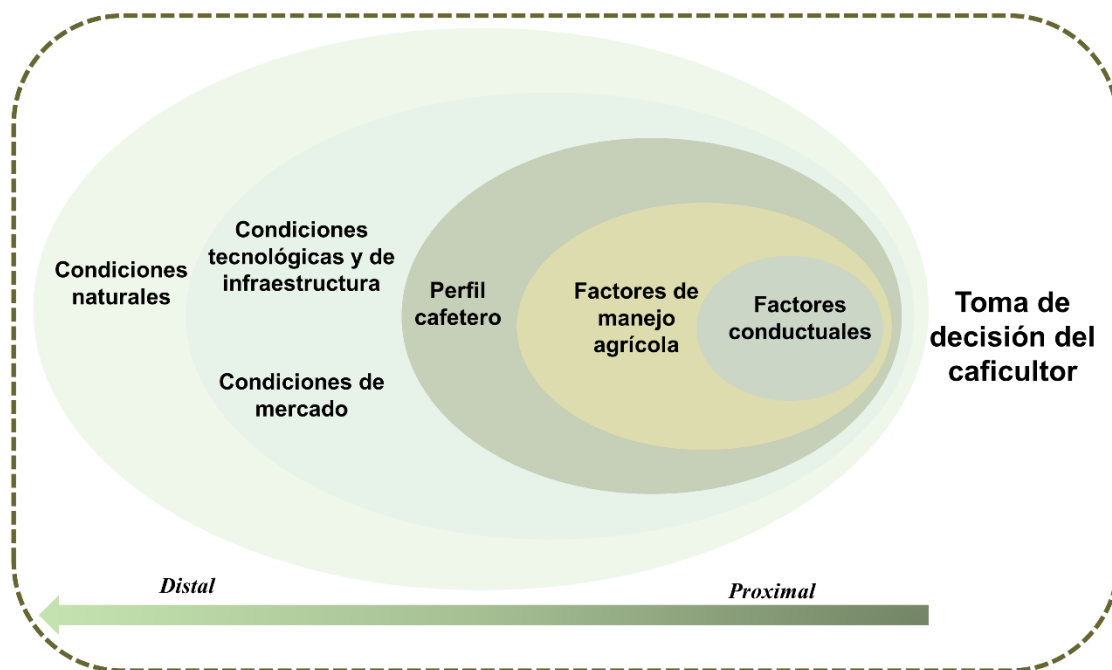 Condiciones
naturales
Condiciones
tecnológicas y de
infraestructura
Condiciones de
mercado
Perfil
cafetero
Factores de
manejo
agrícola
Factores
conductuales
Toma de
decisión del
caficultor
Distal
Proximal